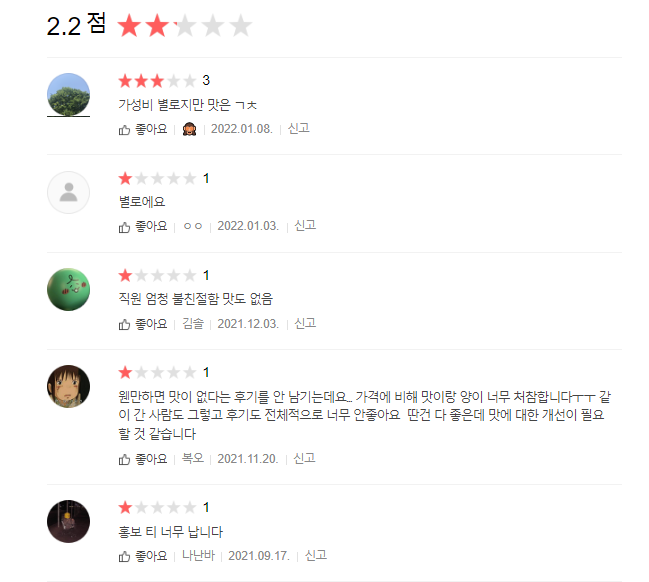 2.2 점
3
가성비 별로지만 맛은 ㄱㅊ
좋아요 2022.01.08. 신고
1
별로에요
좋아요 ㅇㅇ 2022.01.03. 신고
1
직원 엄청 불친절함 맛도 없음
좋아요 김솔 2021.12.03. 신고
1
웬만하면 맛이 없다는 후기를 안 남기는데요.. 가격에 비해 맛이랑 양이 너무 처참합니다ㅜㅜ 같
이 간 사람도 그렇고 후기도 전체적으로 너무 안좋아요 딴건 다 좋은데 맛에 대한 개선이 필요
할 것 같습니다
좋아요 복오 2021.11.20. 신고
1
홍보 티 너무 납니다
좋아요 나난바 2021.09.17. 신고